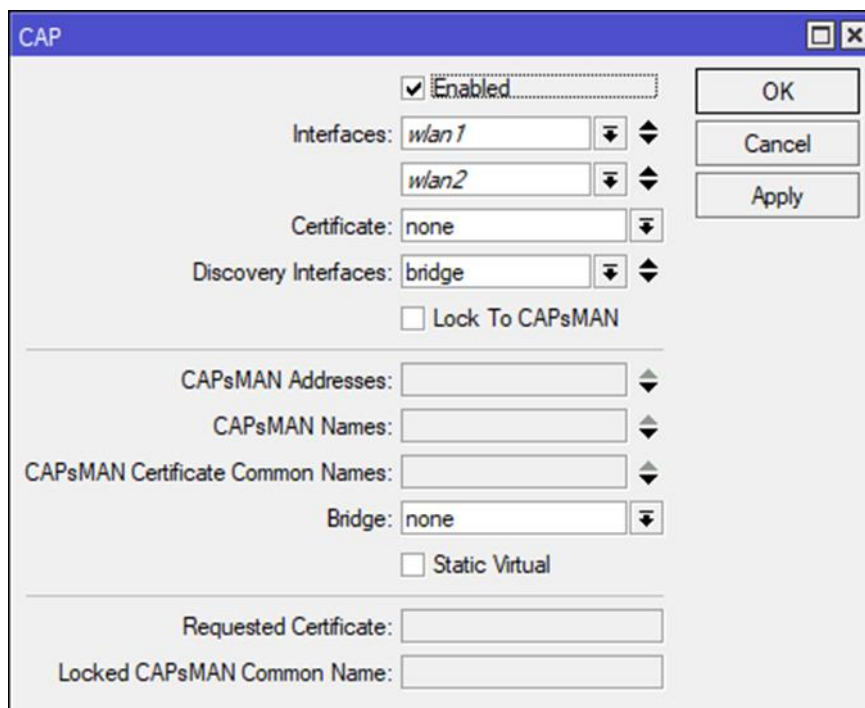 CAP
Enabled
OK
Interfaces: wlan1
Cancel
wlan2
Apply
Certificate: none
Discovery Interfaces: bridge
Lock To CAPsMAN
CAPsMAN Addresses:
CAPsMAN Names:
CAPsMAN Certificate Common Names:
Bridge: none
Static Virtual
Requested Certificate:
Locked CAPsMAN Common Name: